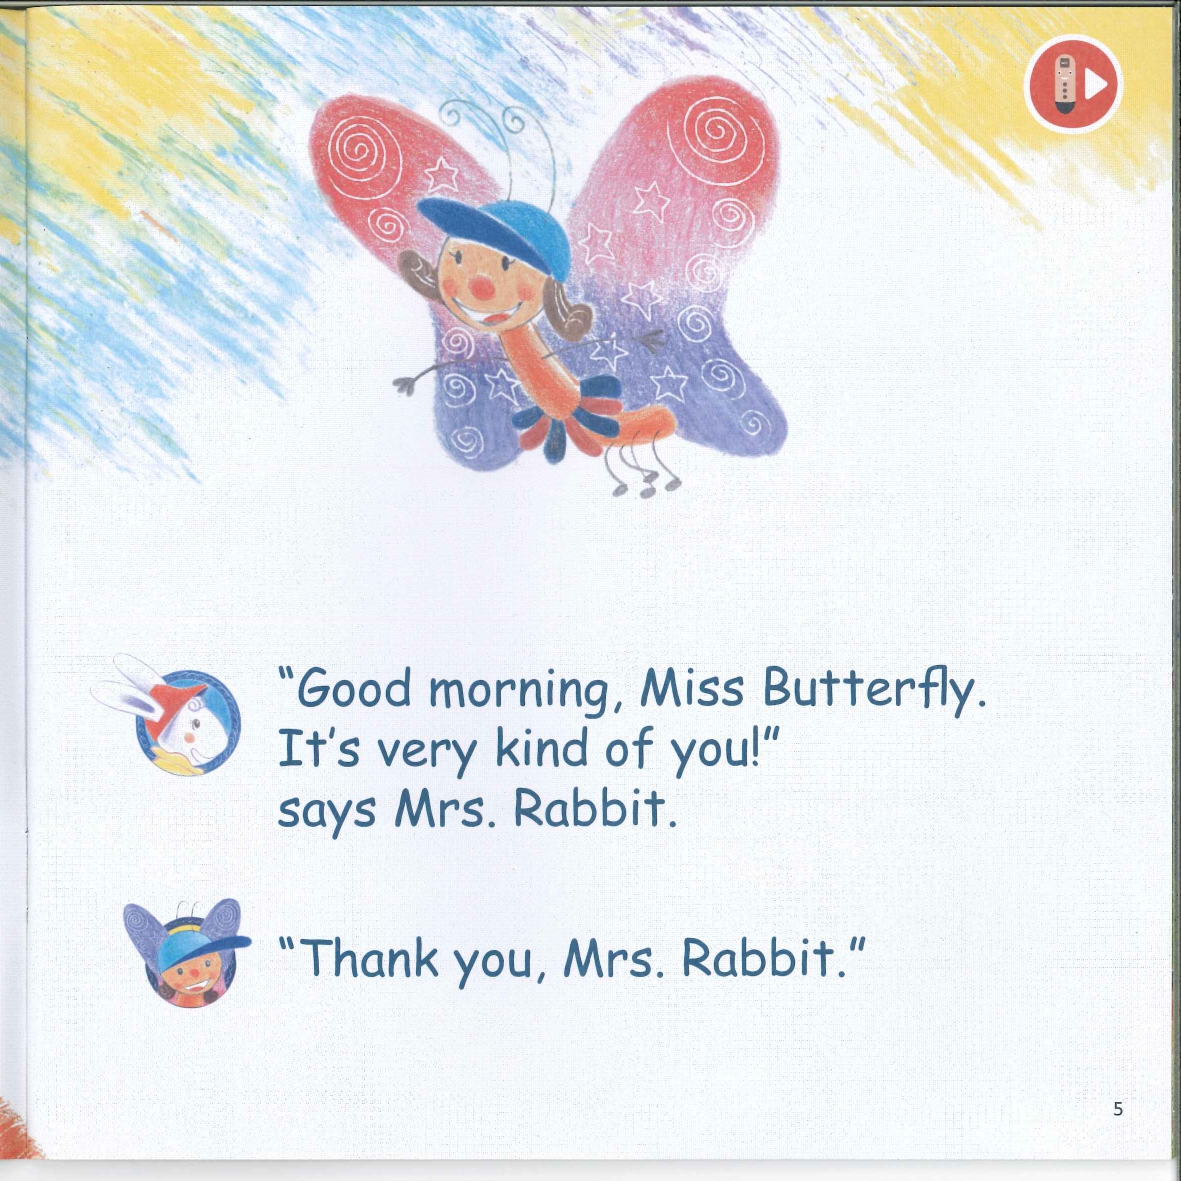 “Good morning, Miss Butterfly.
It’s very kind of you!”
says Mrs. Rabbit.
“Thank you, Mrs. Rabbit.”
5